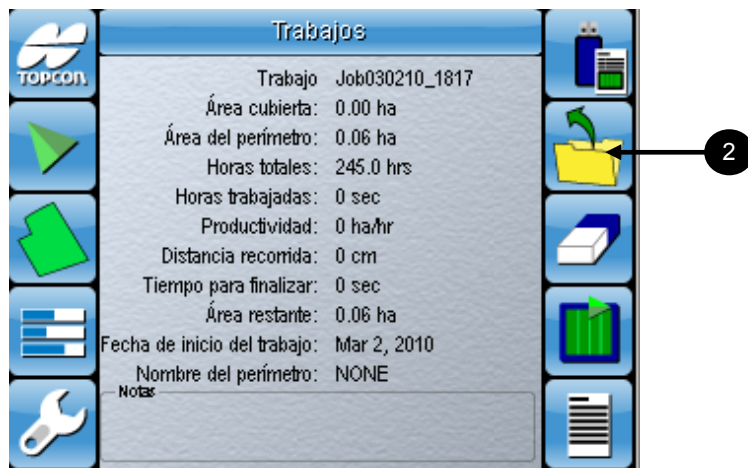 Trabajos
TOPCON
Trabajo Job030210_1817
Área cubierta: 0.00 ha
Área del perímetro: 0.06 ha
Horas totales: 245.0 hrs
Horas trabajadas: 0 sec
Productividad: 0 ha/hr
Distancia recorrida: 0 cm
Tiempo para finalizar: 0 sec
Área restante: 0.06 ha
Fecha de inicio del trabajo: Mar 2, 2010
Nombre del perímetro: NONE
Notas
2